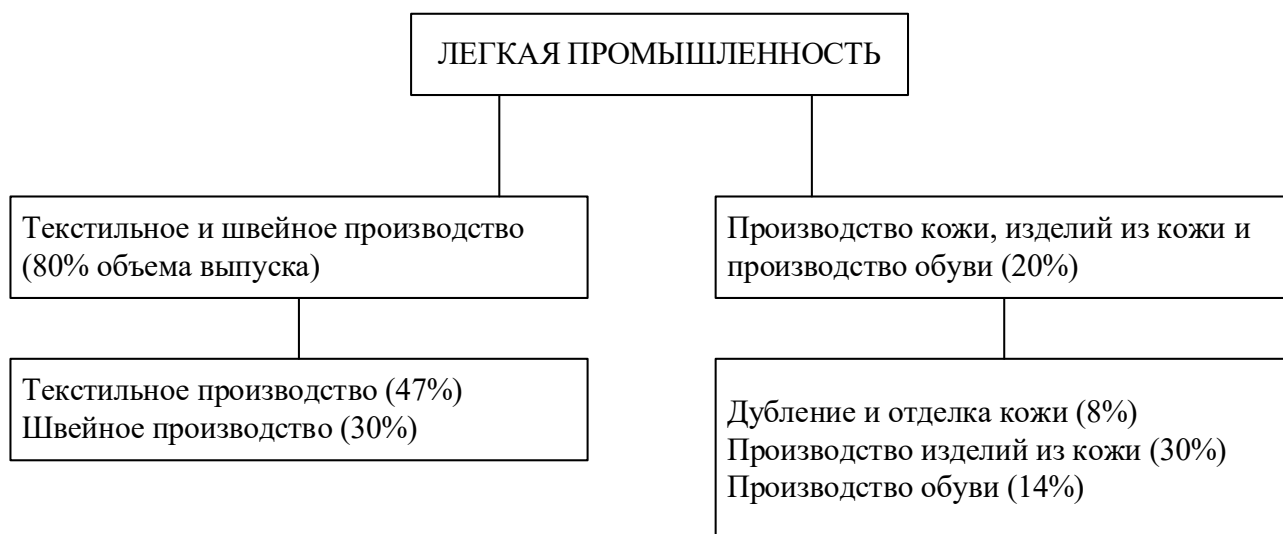 ЛЕГКАЯ ПРОМЫШЛЕННОСТЬ
Текстильное и швейное производство
(80% объема выпуска)
Производство кожи, изделий из кожи и
производство обуви (20%)
Текстильное производство (47%)
Швейное производство (30%)
Дубление и отделка кожи (8%)
Производство изделий из кожи (30%)
Производство обуви (14%)